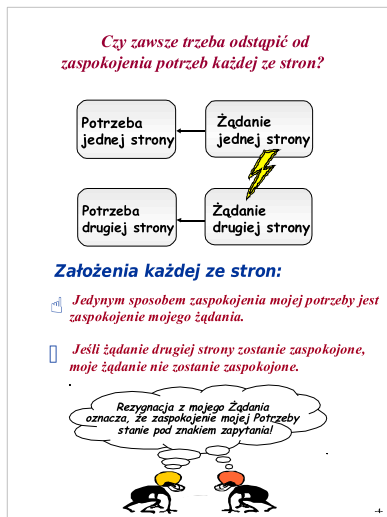 Czy zawsze trzeba odstąpić od
zaspokojenia potrzeb każdej ze stron?
Potrzeba
jednej strony
Żądanie
jednej strony
Potrzeba
drugiej strony
Żądanie
drugiej strony
Założenia każdej ze stron:
Jedynym sposobem zaspokojenia mojej potrzeby jest
zaspokojenie mojego żądania.
Jeśli żądanie drugiej strony zostanie zaspokojone,
moje żądanie nie zostanie zaspokojone.
Rezygnacja z mojego Żądania
oznacza, że zaspokojenie mojej Potrzeby
stanie pod znakiem zapytania!